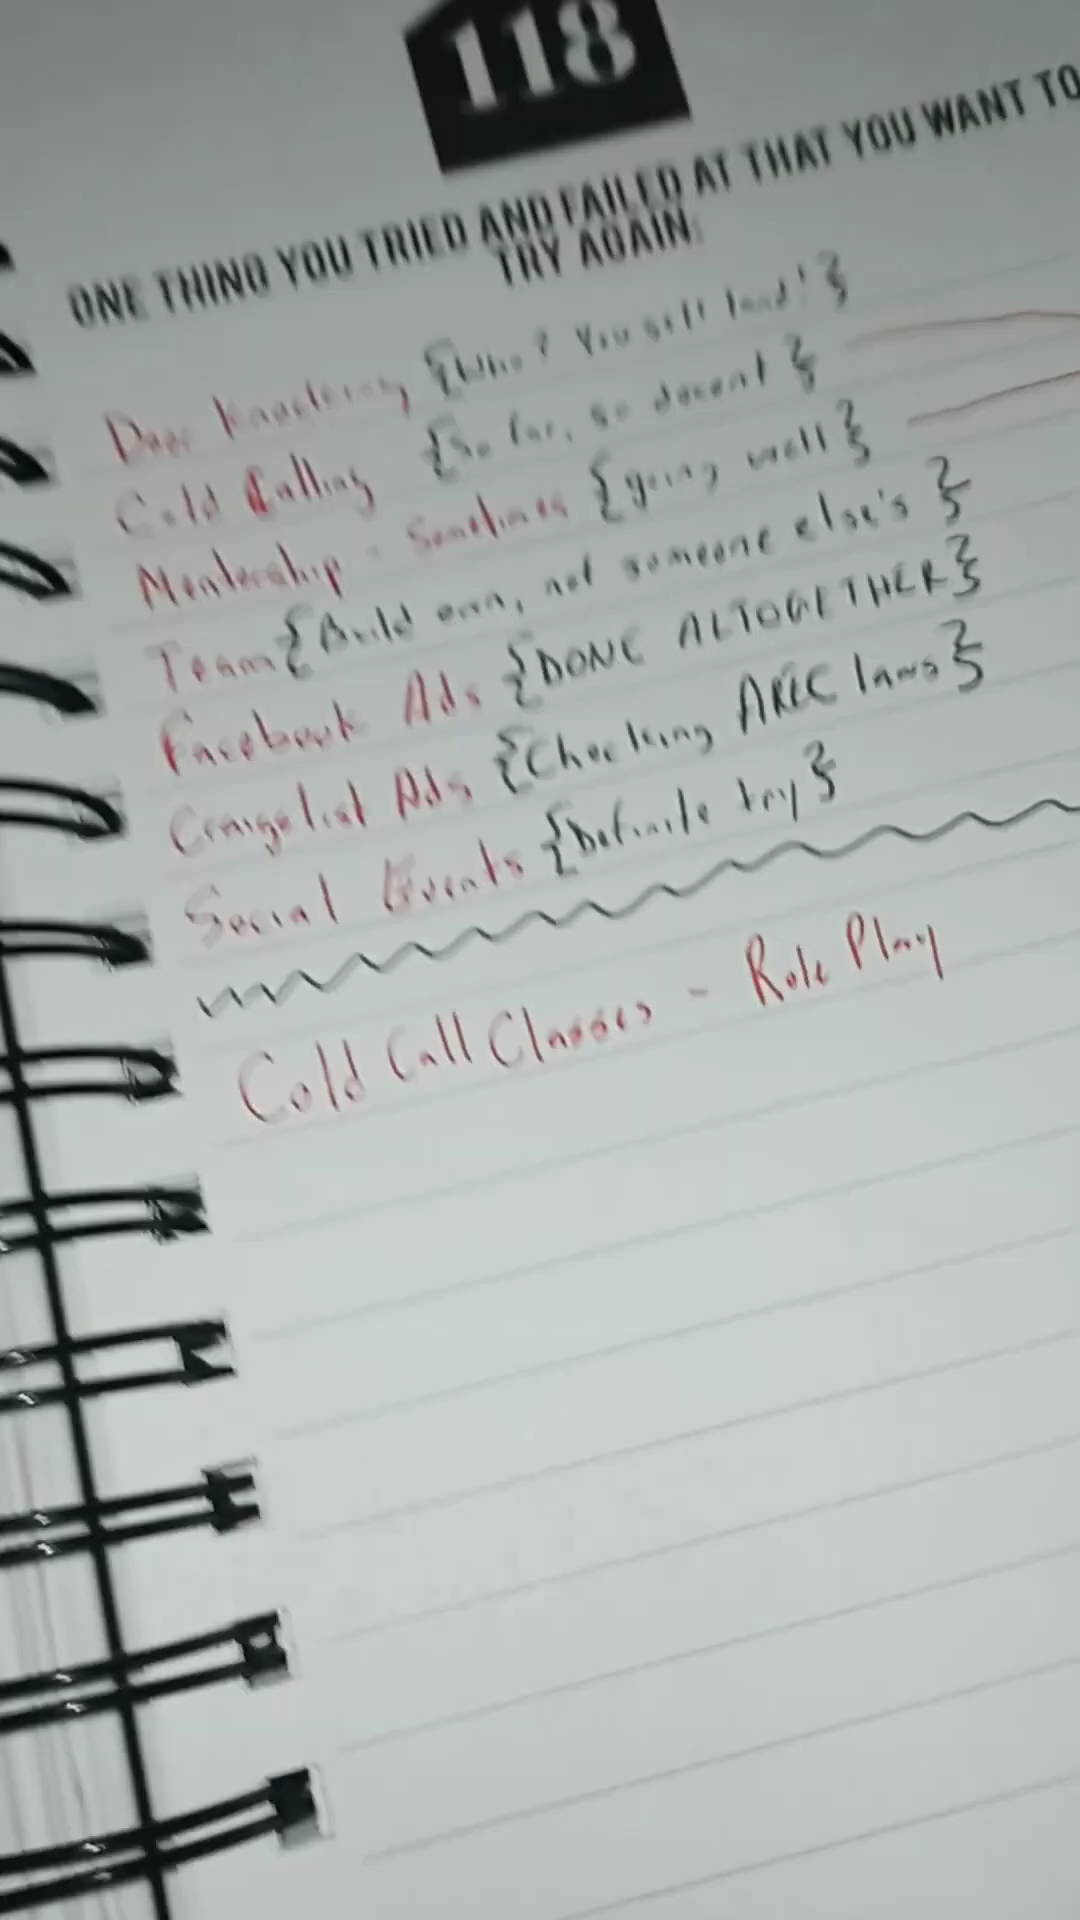 118
ONE THING YOU TRIED AND FAILED AT THAT YOU WANT TO
TRY AGAIN:
Door Knocking {Who? You sell land!}
Cold Calling {So far, so decent}
Mentorship - Sometimes {going well}
Team {Build own, not someone else's}
Facebook Ads {DONE ALTOGETHER}
Craigslist Ads {Checking AREC laws}
Social Events {Definite try}
Cold Call Classes - Role Play